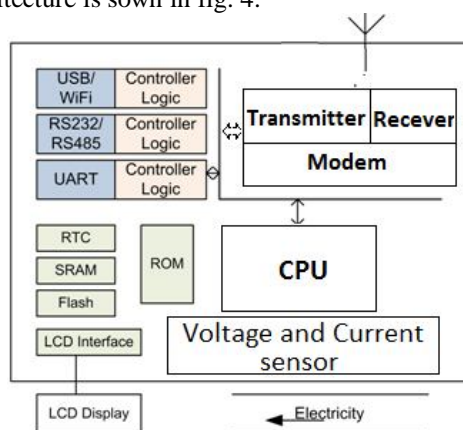 itecture is sown in fig. 4.
USB/
WiFi
Controller
Logic
RS232/
RS485
Controller
Logic
UART
Controller
Logic
Transmitter
Recever
Modem
RTC
SRAM
Flash
ROM
CPU
LCD Interface
Voltage and Current
sensor
LCD Display
Electricity